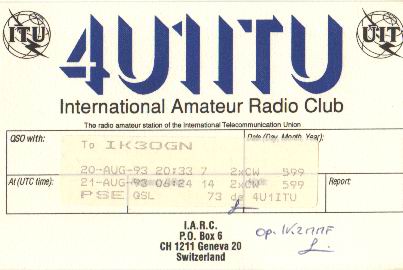 ITU
4U1ITU
UIT
International Amateur Radio Club
The radio amateur station of the International Telecommunication Union
QSO with:
Date (Day, Month, Year):
To IK3OGN
20-AUG-93 20:33 7 2xCW 599
At (UTC time):
21-AUG-93 06:24 14 2xCW 599
Report:
PSE QSL 73 de 4U1ITU
I.A.R.C.
P.O. Box 6
CH 1211 Geneva 20
Switzerland
Op. IK2MMF